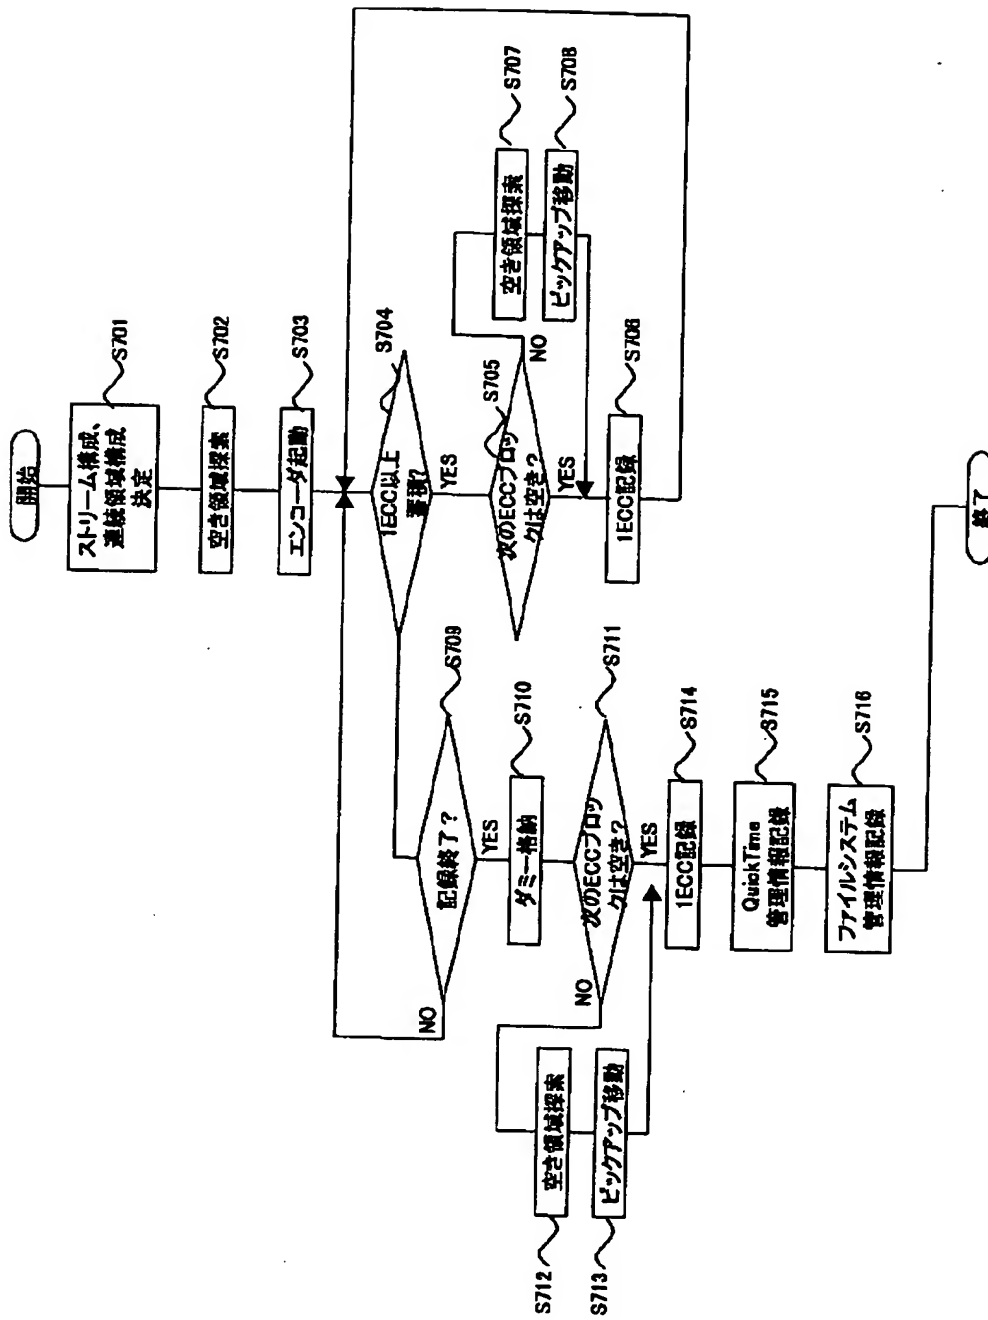 開始
ストリーム構成、
連続領域構成
決定
S701
空き領域探索
S702
エンコーダ起動
S703
1ECC以上
蓄積?
S704
YES
次のECCブロッ
クは空き?
S705
NO
YES
空き領域探索
S707
ピックアップ移動
S708
1ECC記録
S706
記録終了?
S709
NO
YES
ダミー格納
S710
次のECCブロッ
クは空き?
S711
NO
YES
空き領域探索
S712
ピックアップ移動
S713
1ECC記録
S714
QuickTime
管理情報記録
S715
ファイルシステム
管理情報記録
S716
終了